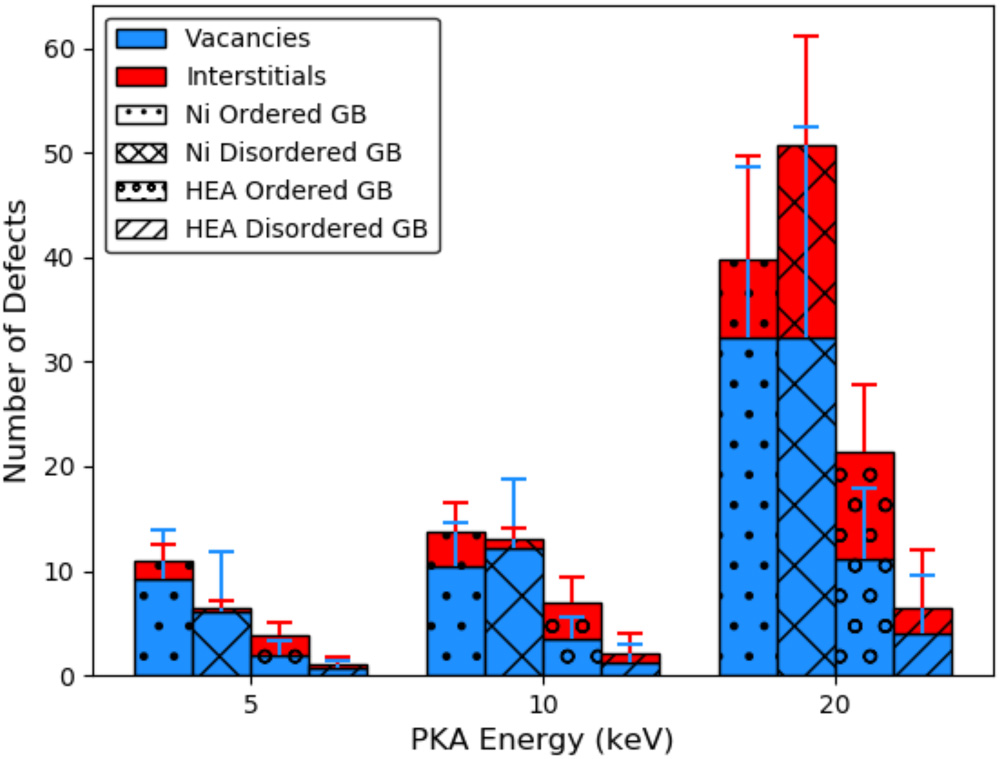 Vacancies
Interstitials
Ni Ordered GB
Ni Disordered GB
HEA Ordered GB
HEA Disordered GB
Number of Defects
60
50
40
30
20
10
0
5
10
20
PKA Energy (keV)